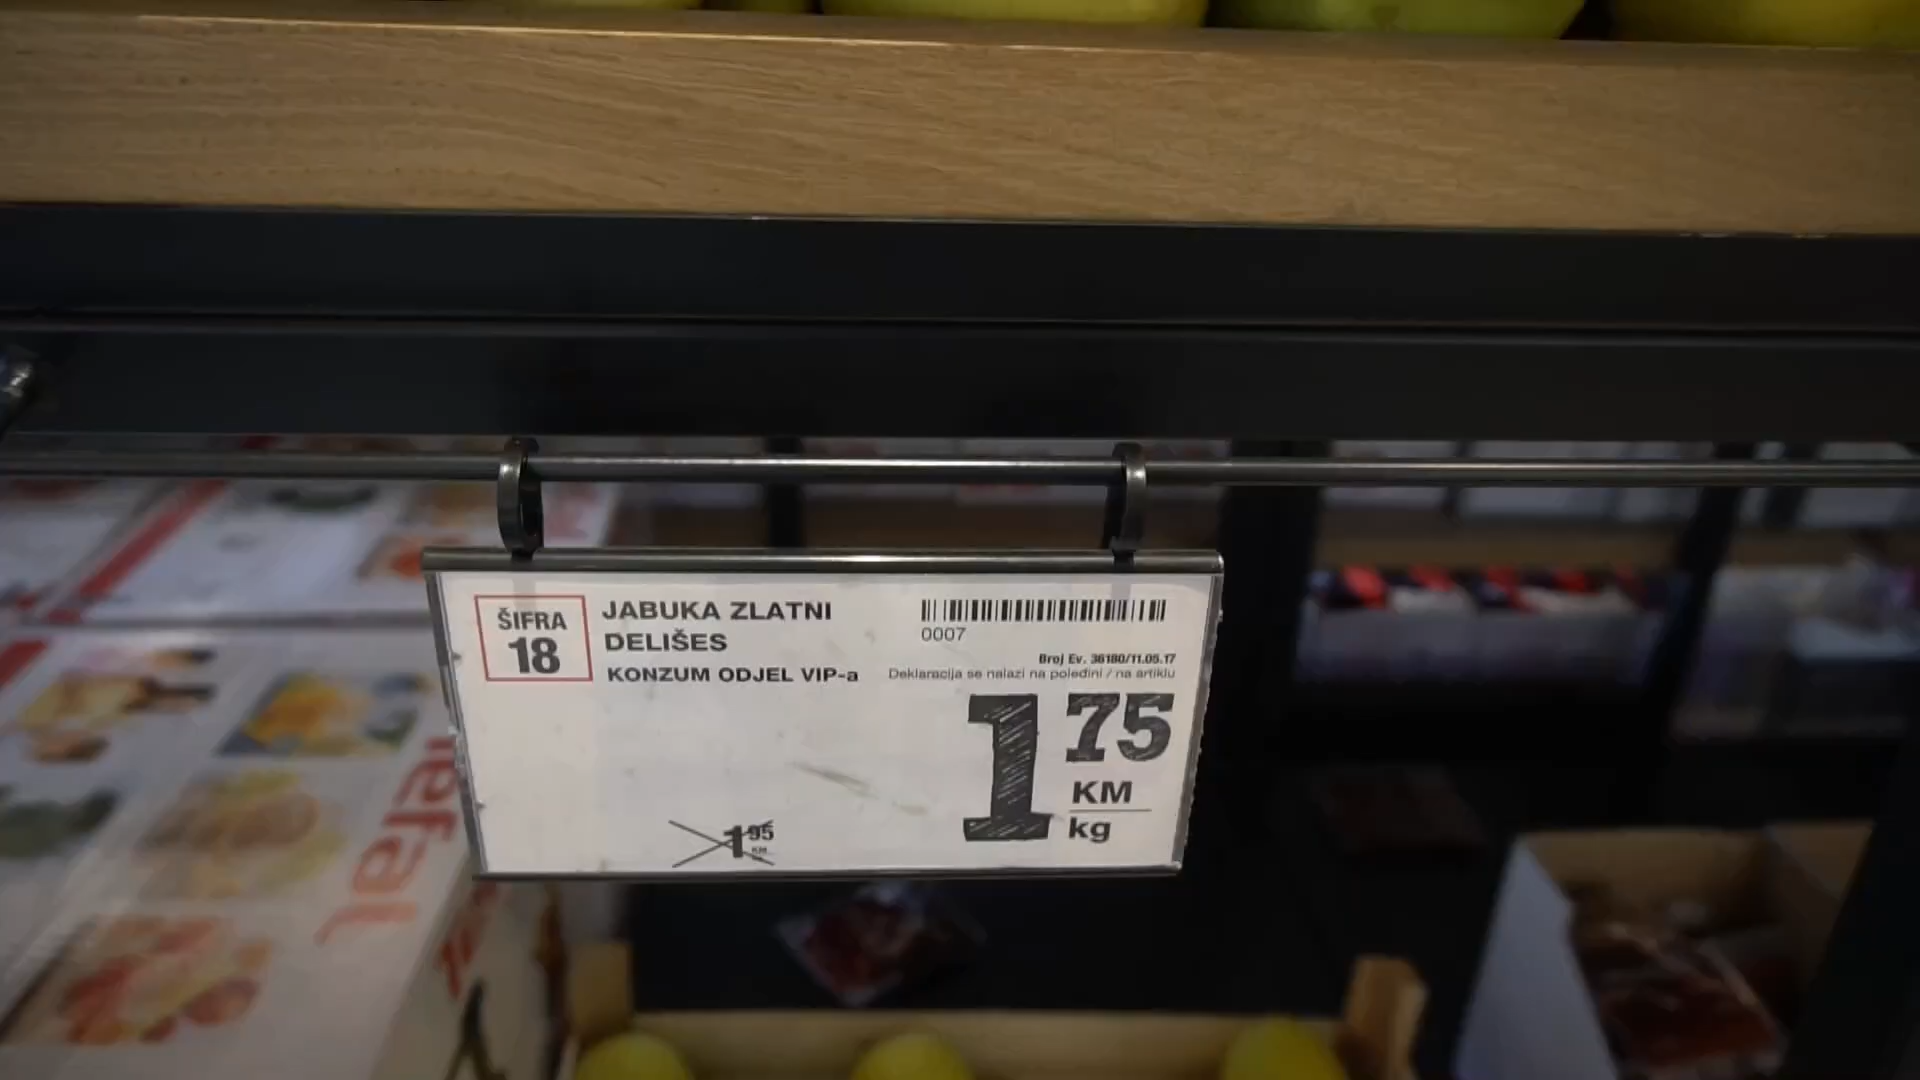 ŠIFRA
18
JABUKA ZLATNI
DELIŠES
KONZUM ODJEL VIP-a
0007
Broj Ev. 36180/11.05.17
Deklaracija se nalazi na poleđini / na artiklu
1 75
KM
kg
1 95
KM